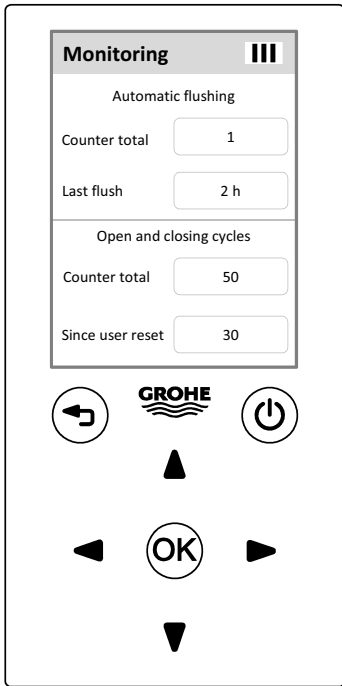 Monitoring
Automatic flushing
Counter total 1
Last flush 2 h
Open and closing cycles
Counter total 50
Since user reset 30
GROHE
OK